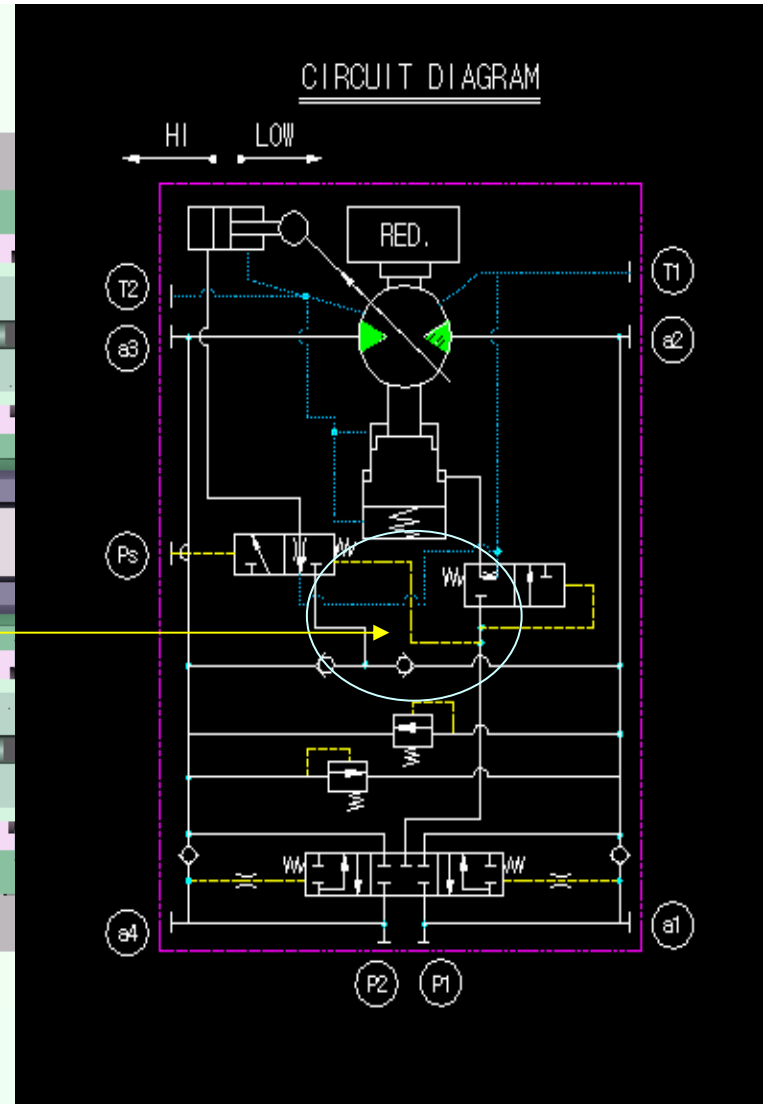 CIRCUIT DIAGRAM
HI LOW
RED.
T2 T1
a3 a2
Ps
a4 a1
P2 P1